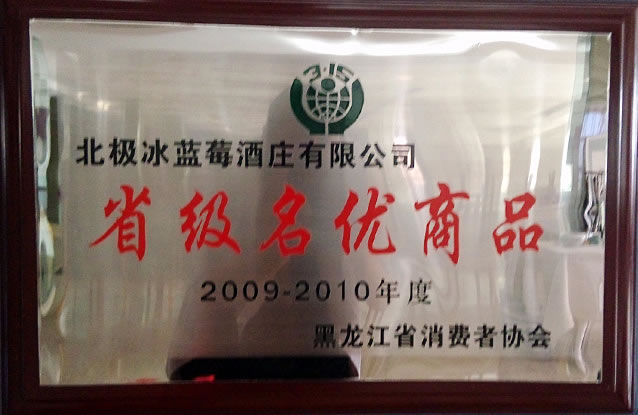 3·15
北极冰蓝莓酒庄有限公司
省级名优商品
2009-2010年度
黑龙江省消费者协会